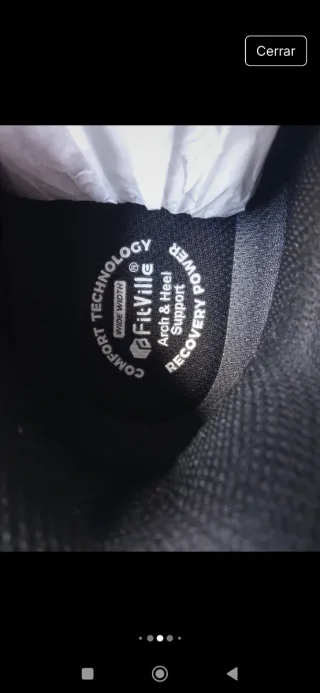 Cerrar
COMFORT TECHNOLOGY
WIDE WIDTH
FitVille®
Arch & Heel
Support
RECOVERY POWER